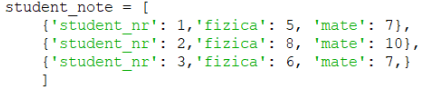 student_note = [
    {'student_nr': 1,'fizica': 5, 'mate': 7},
    {'student_nr': 2,'fizica': 8, 'mate': 10},
    {'student_nr': 3,'fizica': 6, 'mate': 7,}
    ]